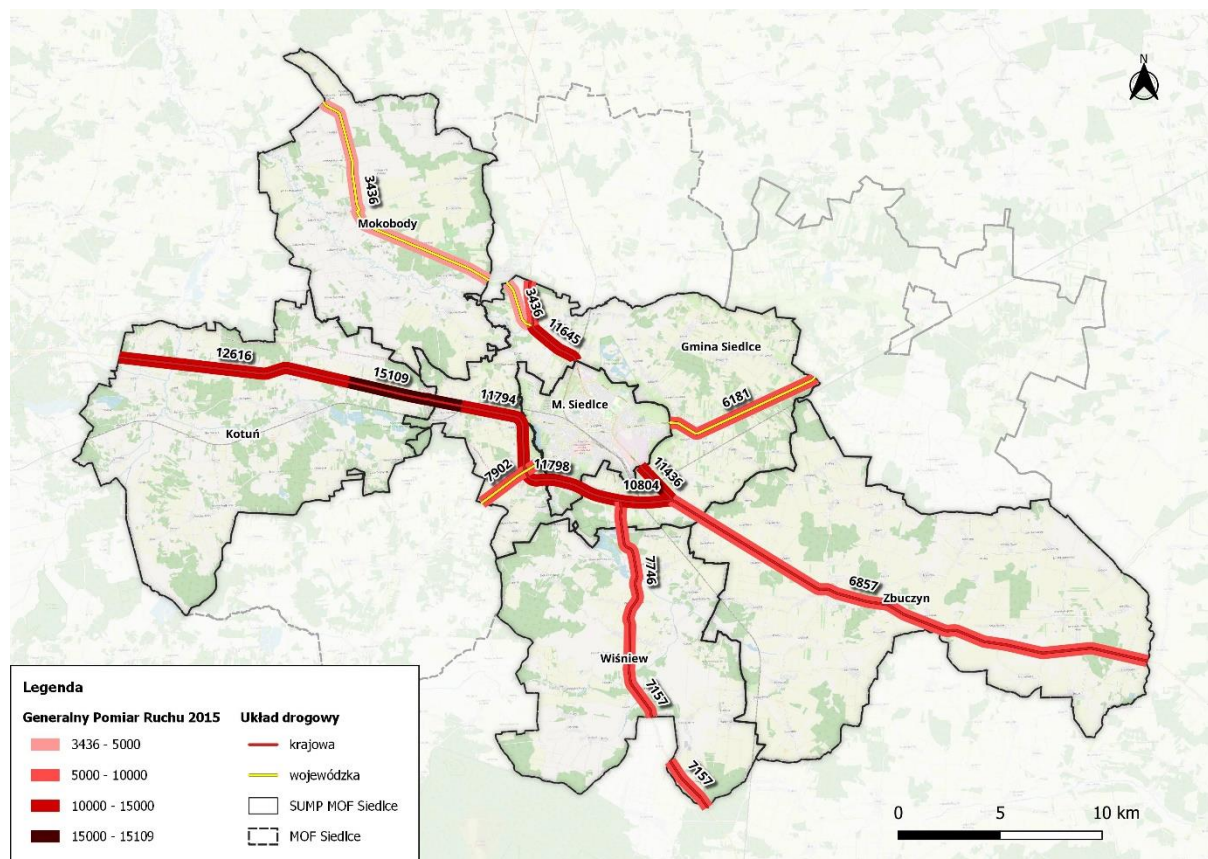 N
3436
Mokobody
3436
11645
Gmina Siedlce
12616
15109
11794
M. Siedlce
6181
Kotuń
7902
11798
10804
11436
7746
6857
Zbuczyn
Wiśniew
7157
7157
Legenda
Generalny Pomiar Ruchu 2015
3436 - 5000
5000 - 10000
10000 - 15000
15000 - 15109
Układ drogowy
krajowa
wojewódzka
SUMP MOF Siedlce
MOF Siedlce
0 5 10 km